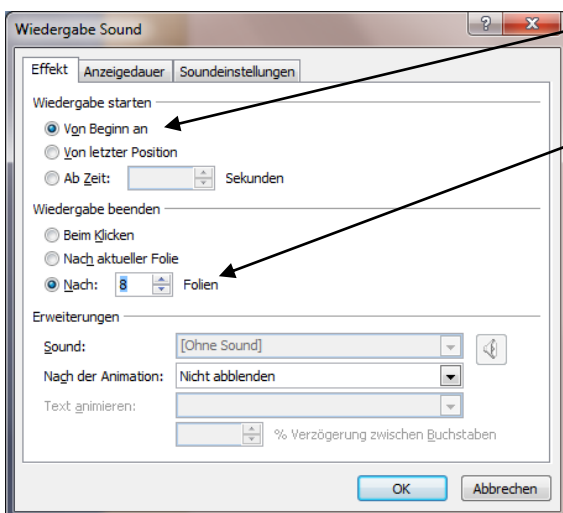 Wiedergabe Sound
Effekt Anzeigedauer Soundeinstellungen
Wiedergabe starten
Von Beginn an
Von letzter Position
Ab Zeit: Sekunden
Wiedergabe beenden
Beim Klicken
Nach aktueller Folie
Nach: 8 Folien
Erweiterungen
Sound: [Ohne Sound]
Nach der Animation: Nicht abblenden
Text animieren:
% Verzögerung zwischen Buchstaben
OK Abbrechen